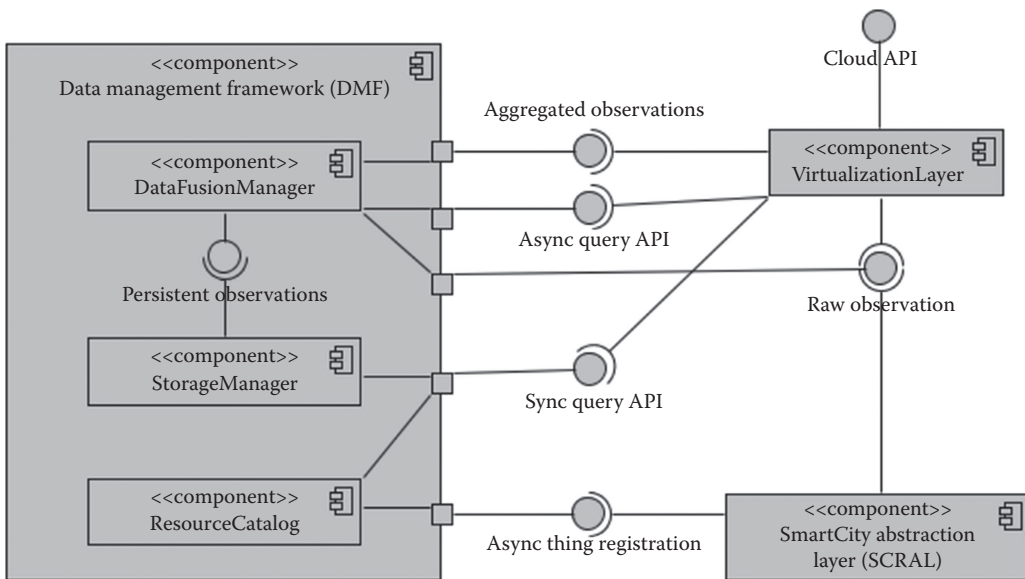 <<component>>
Data management framework (DMF)
<<component>>
DataFusionManager
Persistent observations
<<component>>
StorageManager
<<component>>
ResourceCatalog
Aggregated observations
Async query API
Sync query API
Async thing registration
Cloud API
<<component>>
VirtualizationLayer
Raw observation
<<component>>
SmartCity abstraction
layer (SCRAL)